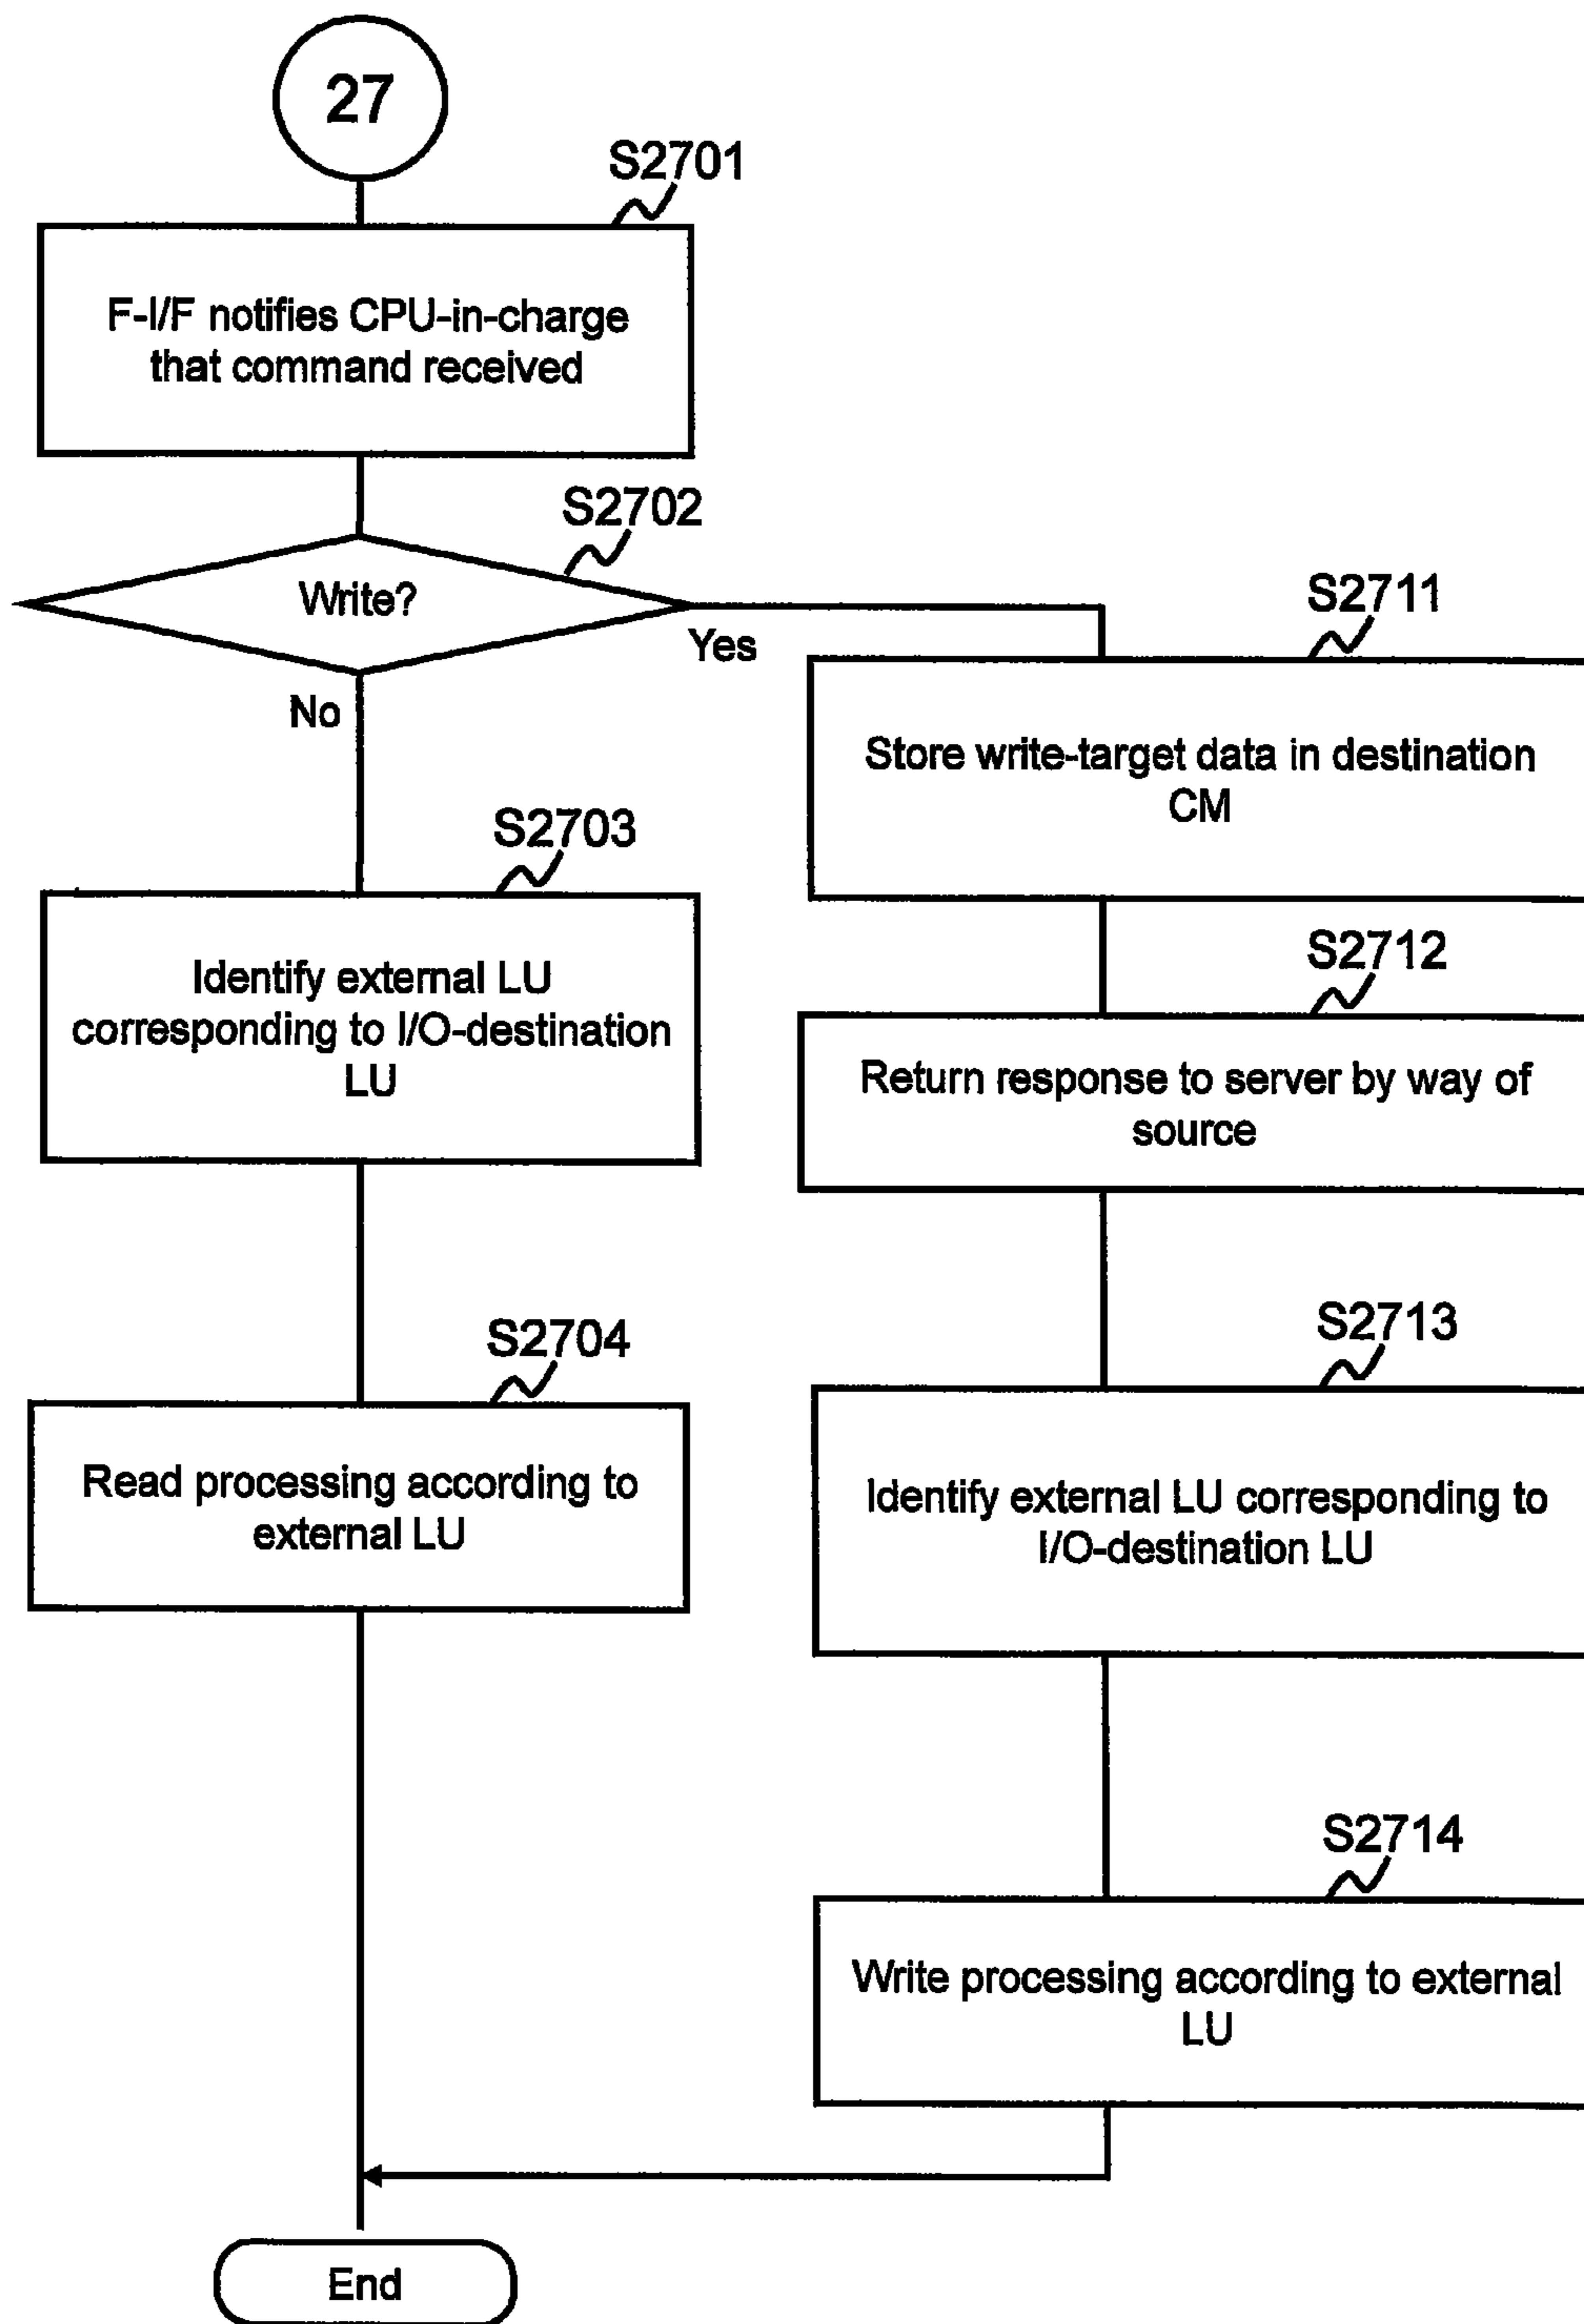 27
S2701
F-I/F notifies CPU-in-charge
that command received
S2702
Write?
Yes
No
S2703
Identify external LU
corresponding to I/O-destination
LU
S2704
Read processing according to
external LU
S2711
Store write-target data in destination
CM
S2712
Return response to server by way of
source
S2713
Identify external LU corresponding to
I/O-destination LU
S2714
Write processing according to external
LU
End